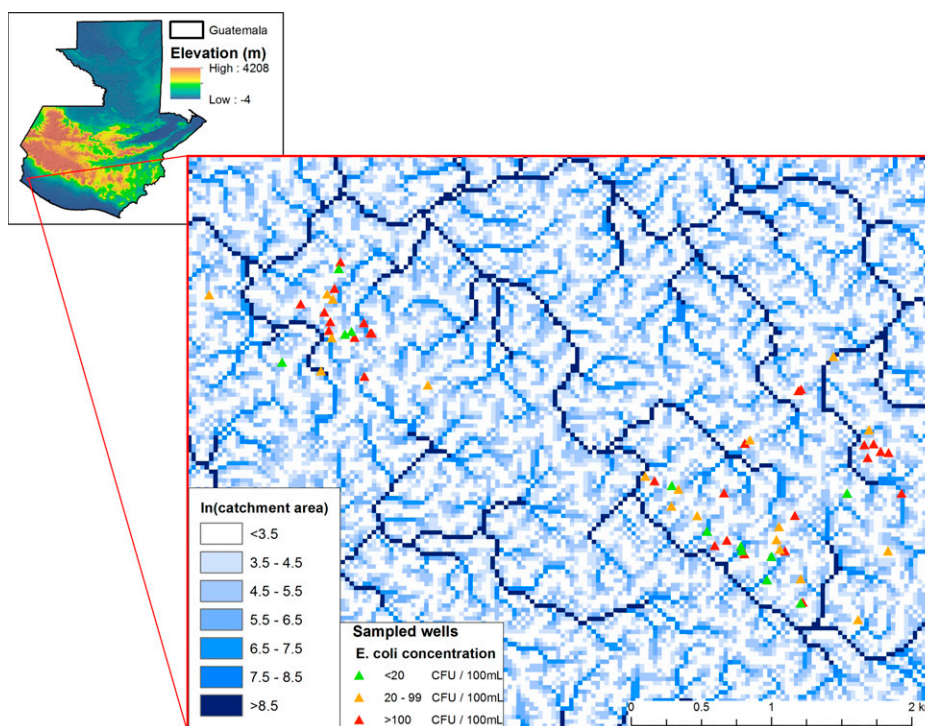 Guatemala
Elevation (m)
High : 4208
Low : -4
ln(catchment area)
<3.5
3.5 - 4.5
4.5 - 5.5
5.5 - 6.5
6.5 - 7.5
7.5 - 8.5
>8.5
Sampled wells
E. coli concentration
<20 CFU / 100mL
20 - 99 CFU / 100mL
>100 CFU / 100mL
0 0.5 1 2